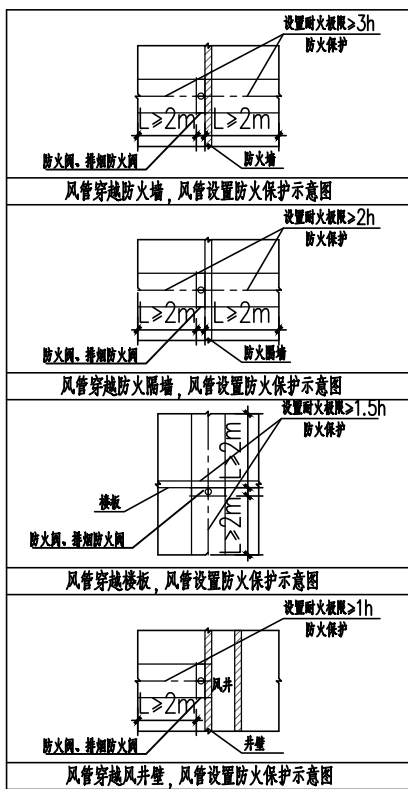 设置耐火极限≥3h
防火保护
L≥2m L≥2m
防火阀、排烟防火阀
防火墙
风管穿越防火墙，风管设置防火保护示意图
设置耐火极限≥2h
防火保护
L≥2m L≥2m
防火阀、排烟防火阀
防火隔墙
风管穿越防火隔墙，风管设置防火保护示意图
设置耐火极限≥1.5h
防火保护
L≥2m
楼板
L≥2m
防火阀、排烟防火阀
风管穿越楼板，风管设置防火保护示意图
设置耐火极限≥1h
防火保护
风井
L≥2m
防火阀、排烟防火阀
井壁
风管穿越风井壁，风管设置防火保护示意图